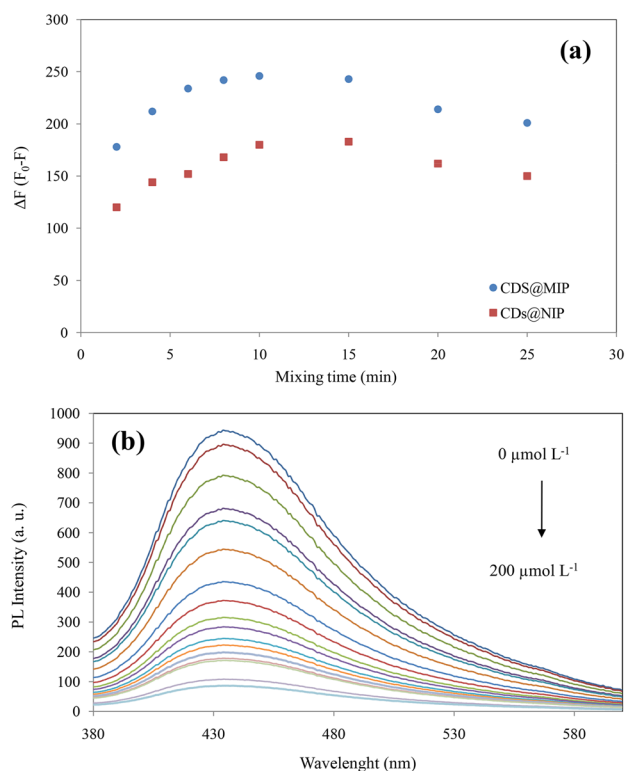 (a)
300
250
200
150
100
50
0
ΔF (F₀-F)
CDS@MIP
CDs@NIP
0 5 10 15 20 25 30
Mixing time (min)
(b)
1000
900
800
700
600
500
400
300
200
100
0
PL Intensity (a. u.)
0 µmol L⁻¹
200 µmol L⁻¹
380 430 480 530 580
Wavelenght (nm)